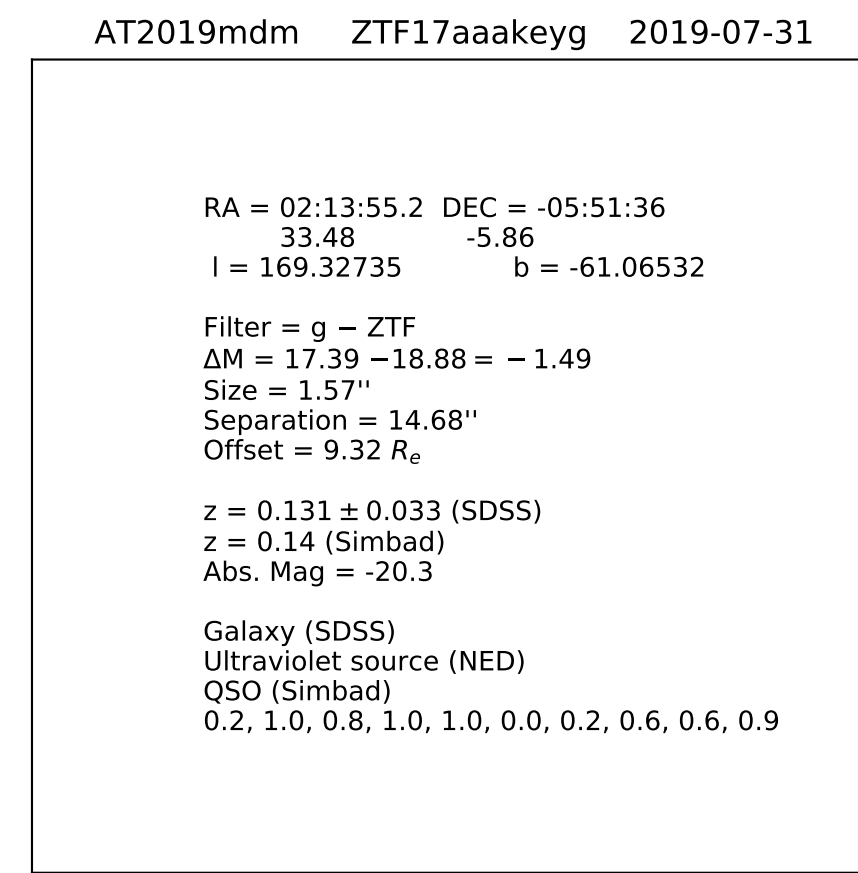 AT2019mdm ZTF17aaakeyg 2019-07-31
RA = 02:13:55.2 DEC = -05:51:36
33.48 -5.86
l = 169.32735 b = -61.06532
Filter = g − ZTF
ΔM = 17.39 −18.88 = − 1.49
Size = 1.57''
Separation = 14.68''
Offset = 9.32 Re
z = 0.131 ± 0.033 (SDSS)
z = 0.14 (Simbad)
Abs. Mag = -20.3
Galaxy (SDSS)
Ultraviolet source (NED)
QSO (Simbad)
0.2, 1.0, 0.8, 1.0, 1.0, 0.0, 0.2, 0.6, 0.6, 0.9